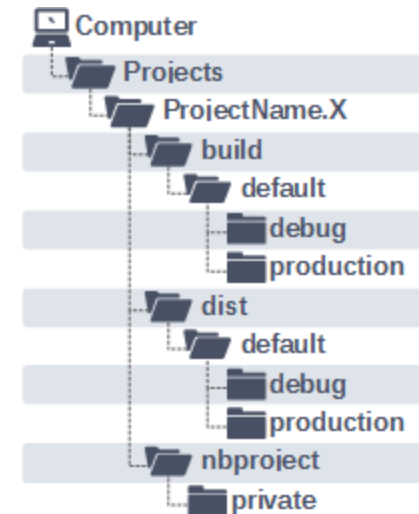 Computer
Projects
ProjectName.X
build
default
debug
production
dist
default
debug
production
nbproject
private